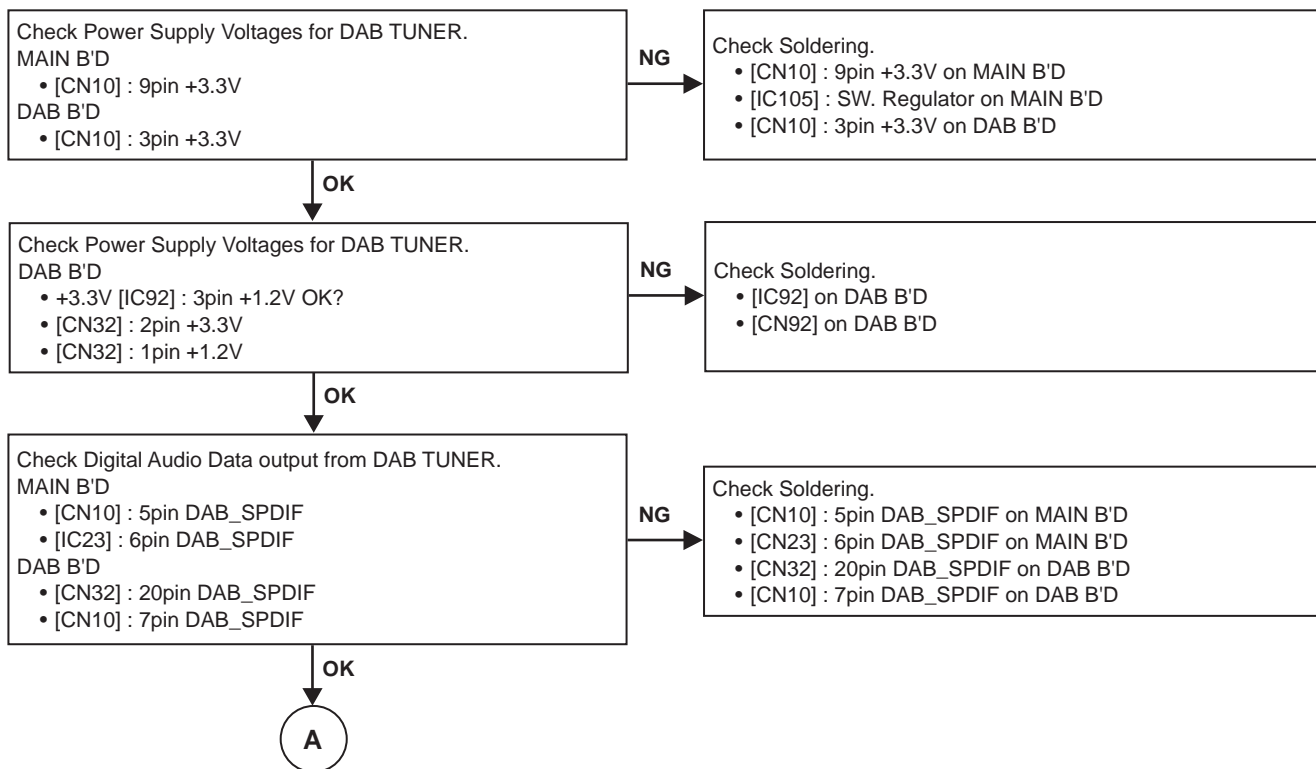 Check Power Supply Voltages for DAB TUNER.
MAIN B'D
• [CN10] : 9pin +3.3V
DAB B'D
• [CN10] : 3pin +3.3V
NG
Check Soldering.
• [CN10] : 9pin +3.3V on MAIN B'D
• [IC105] : SW. Regulator on MAIN B'D
• [CN10] : 3pin +3.3V on DAB B'D
OK
Check Power Supply Voltages for DAB TUNER.
DAB B'D
• +3.3V [IC92] : 3pin +1.2V OK?
• [CN32] : 2pin +3.3V
• [CN32] : 1pin +1.2V
NG
Check Soldering.
• [IC92] on DAB B'D
• [CN92] on DAB B'D
OK
Check Digital Audio Data output from DAB TUNER.
MAIN B'D
• [CN10] : 5pin DAB_SPDIF
• [IC23] : 6pin DAB_SPDIF
DAB B'D
• [CN32] : 20pin DAB_SPDIF
• [CN10] : 7pin DAB_SPDIF
NG
Check Soldering.
• [CN10] : 5pin DAB_SPDIF on MAIN B'D
• [CN23] : 6pin DAB_SPDIF on MAIN B'D
• [CN32] : 20pin DAB_SPDIF on DAB B'D
• [CN10] : 7pin DAB_SPDIF on DAB B'D
OK
A